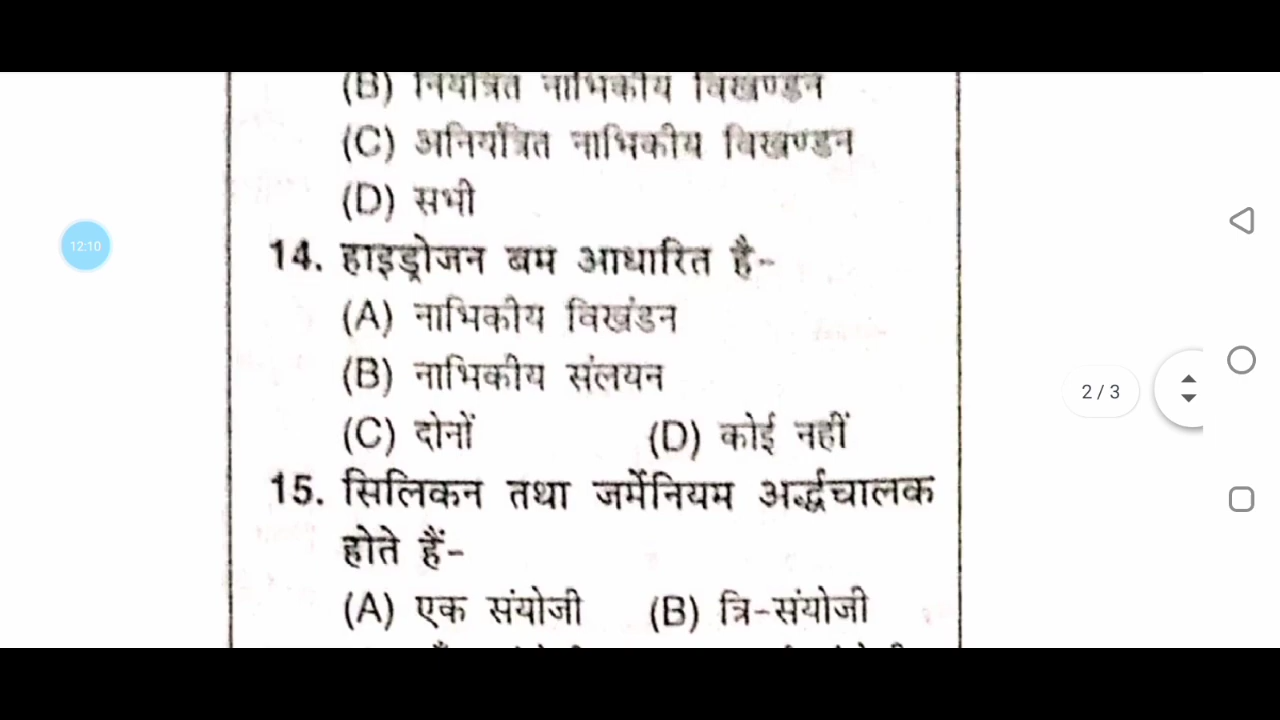 (B) नियंत्रित नाभिकीय विखण्डन
(C) अनियंत्रित नाभिकीय विखण्डन
(D) सभी
14. हाइड्रोजन बम आधारित है-
(A) नाभिकीय विखंडन
(B) नाभिकीय संलयन
(C) दोनों (D) कोई नहीं
15. सिलिकन तथा जर्मेनियम अर्द्धचालक
होते हैं-
(A) एक संयोजी (B) त्रि-संयोजी
12:10
2 / 3